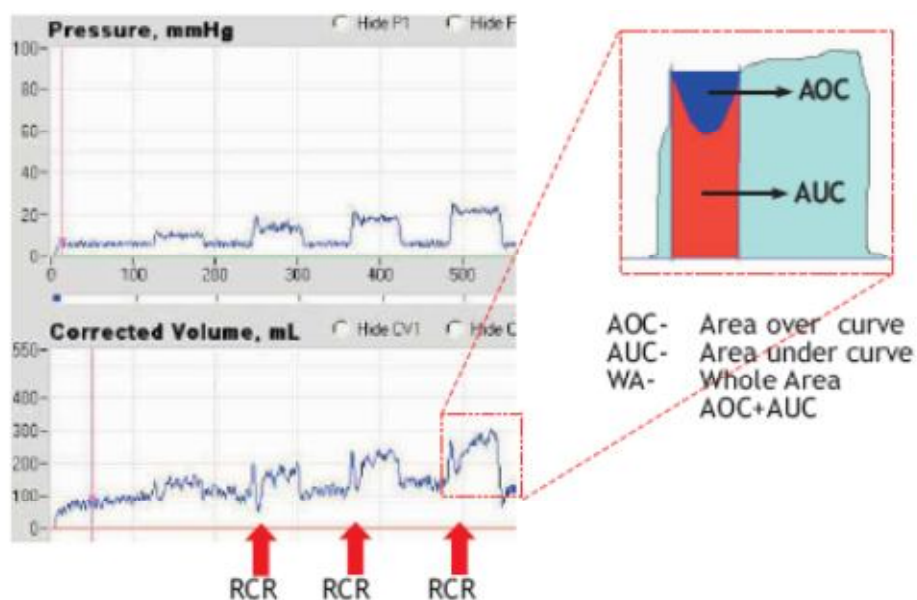 Pressure, mmHg
Hide P1
Hide F
100
80
60
40
20
0
0 100 200 300 400 500
AOC
AUC
AOC- Area over curve
AUC- Area under curve
WA- Whole Area
AOC+AUC
Corrected Volume, mL
Hide CV1
Hide C
550
400
300
200
100
0
RCR RCR RCR